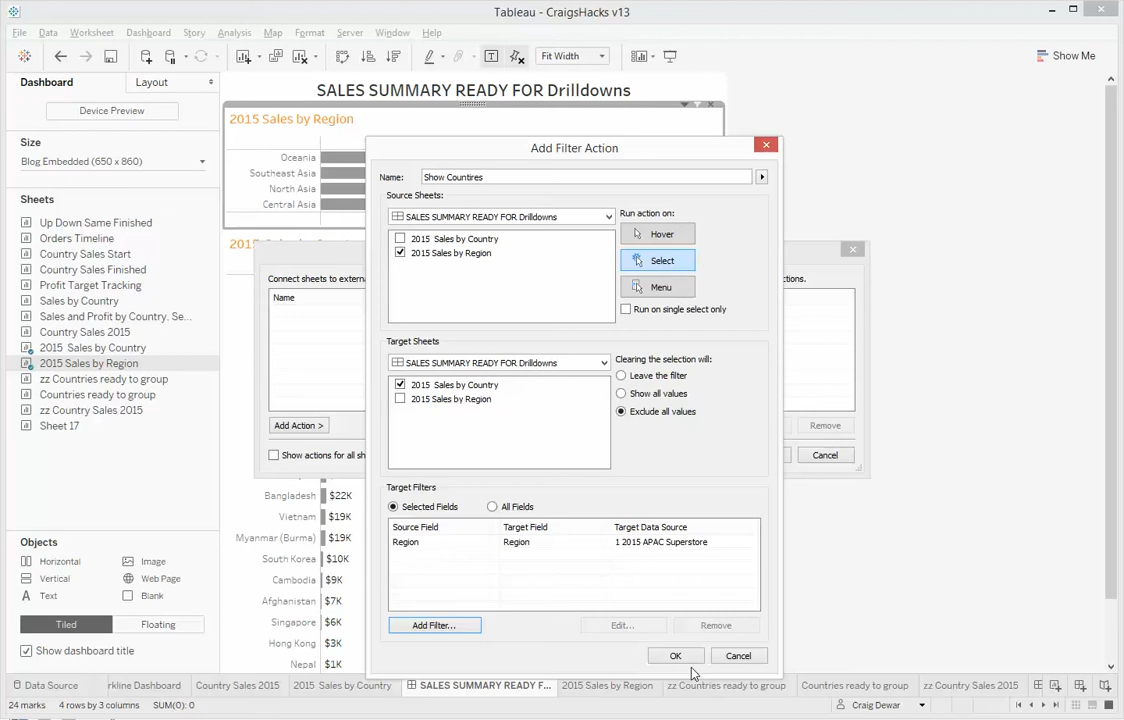 Tableau - CraigsHacks v13
File Data Worksheet Dashboard Story Analysis Map Format Server Window Help
Fit Width
Show Me
Dashboard Layout
Device Preview
Size
Blog Embedded (650 x 860)
Sheets
Up Down Same Finished
Orders Timeline
Country Sales Start
Country Sales Finished
Profit Target Tracking
Sales by Country
Sales and Profit by Country. Se...
Country Sales 2015
2015 Sales by Country
2015 Sales by Region
zz Countries ready to group
Countries ready to group
zz Country Sales 2015
Sheet 17
Objects
Horizontal Image
Vertical Web Page
Text Blank
Tiled Floating
Show dashboard title
SALES SUMMARY READY FOR Drilldowns
2015 Sales by Region
Oceania
Southeast Asia
North Asia
Central Asia
201
Connect sheets to extern
ctions.
Name
Add Action >
Remove
Show actions for all sh
Cancel
Bangladesh $22K
Vietnam $19K
Myanmar (Burma) $19K
South Korea $10K
Cambodia $9K
Afghanistan $7K
Singapore $6K
Hong Kong $3K
Nepal $1K
Add Filter Action
Name: Show Countires
Source Sheets
SALES SUMMARY READY FOR Drilldowns
2015 Sales by Country
2015 Sales by Region
Run action on:
Hover
Select
Menu
Run on single select only
Target Sheets
SALES SUMMARY READY FOR Drilldowns
2015 Sales by Country
2015 Sales by Region
Clearing the selection will:
Leave the filter
Show all values
Exclude all values
Target Filters
Selected Fields All Fields
Source Field Target Field Target Data Source
Region Region 1 2015 APAC Superstore
Add Filter... Edit... Remove
OK Cancel
Data Source rkline Dashboard Country Sales 2015 2015 Sales by Country SALES SUMMARY READY F... 2015 Sales by Region zz Countries ready to group Countries ready to group zz Country Sales 2015
24 marks 4 rows by 3 columns SUM(0): 0 Craig Dewar